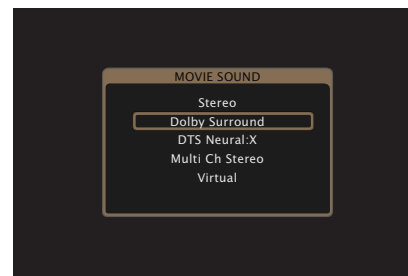 MOVIE SOUND
Stereo
Dolby Surround
DTS Neural:X
Multi Ch Stereo
Virtual